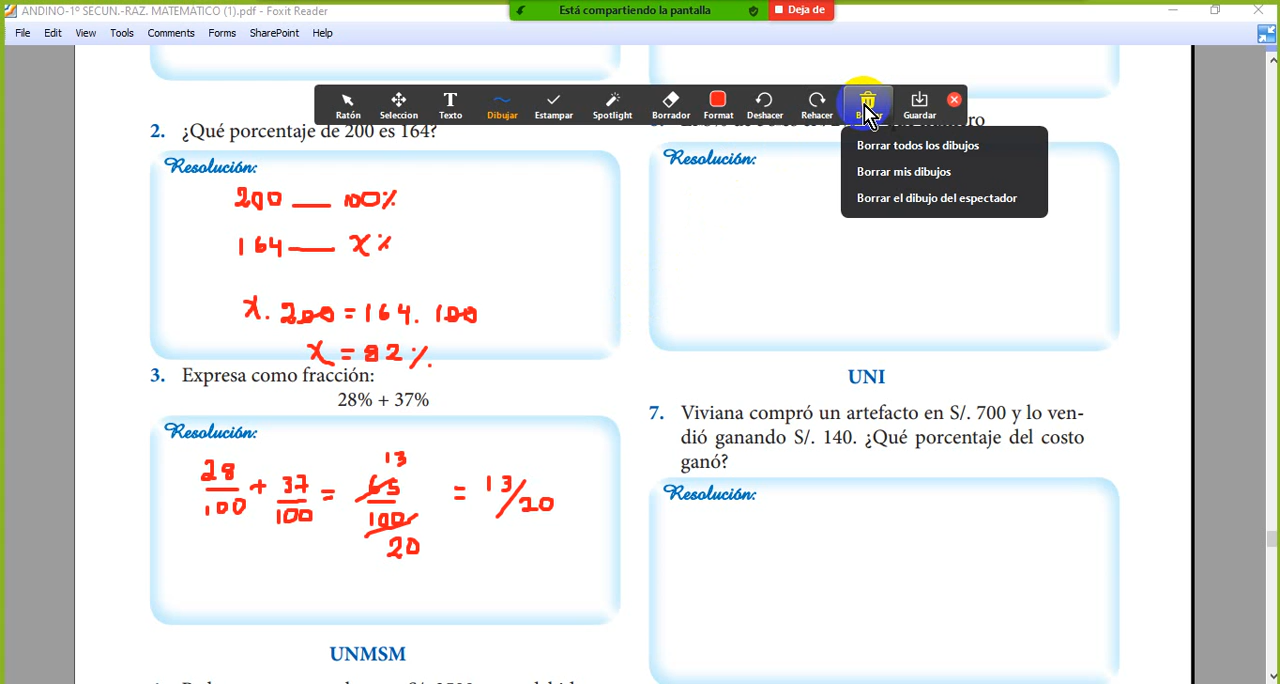 ANDINO-1º SECUN.-RAZ. MATEMATICO (1).pdf - Foxit Reader
Está compartiendo la pantalla
Deja de
File Edit View Tools Comments Forms SharePoint Help
Ratón Selección Texto Dibujar Estampar Spotlight Borrador Format Deshacer Rehacer Guardar
Borrar todos los dibujos
Borrar mis dibujos
Borrar el dibujo del espectador
2. ¿Qué porcentaje de 200 es 164?
Resolución:
200 — 100%
164 — x%
x. 200 = 164. 100
x = 82%.
3. Expresa como fracción:
28% + 37%
Resolución:
28/100 + 37/100 = 65/100 = 13/20
13
20
UNMSM
Resolución:
UNI
7. Viviana compró un artefacto en S/. 700 y lo ven-
dió ganando S/. 140. ¿Qué porcentaje del costo
ganó?
Resolución: